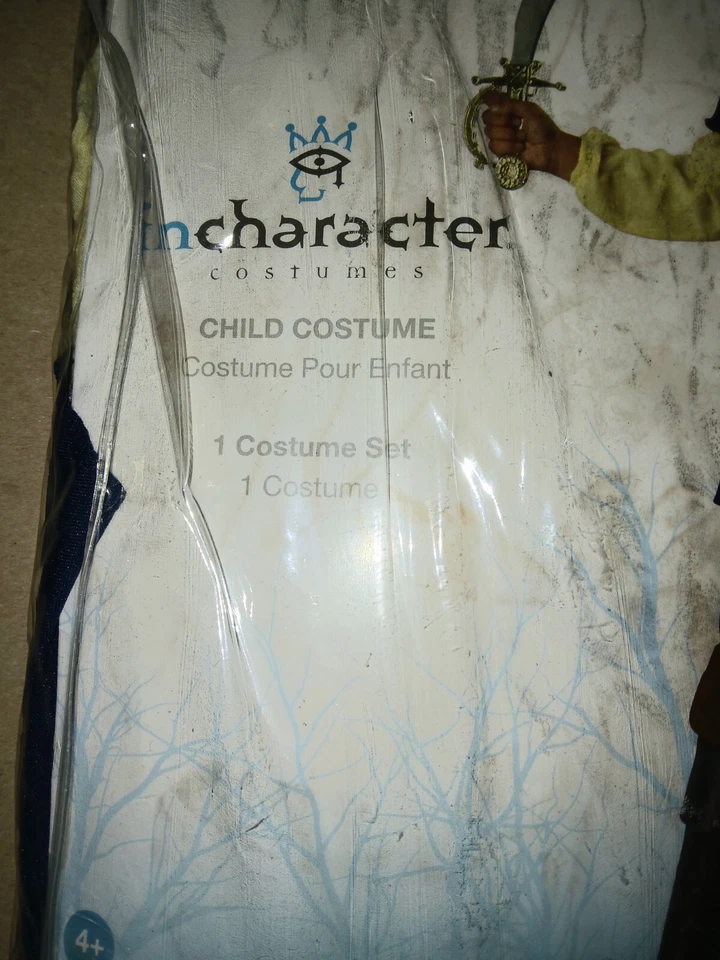 incharacter
costumes
CHILD COSTUME
Costume Pour Enfant
1 Costume Set
1 Costume
4+